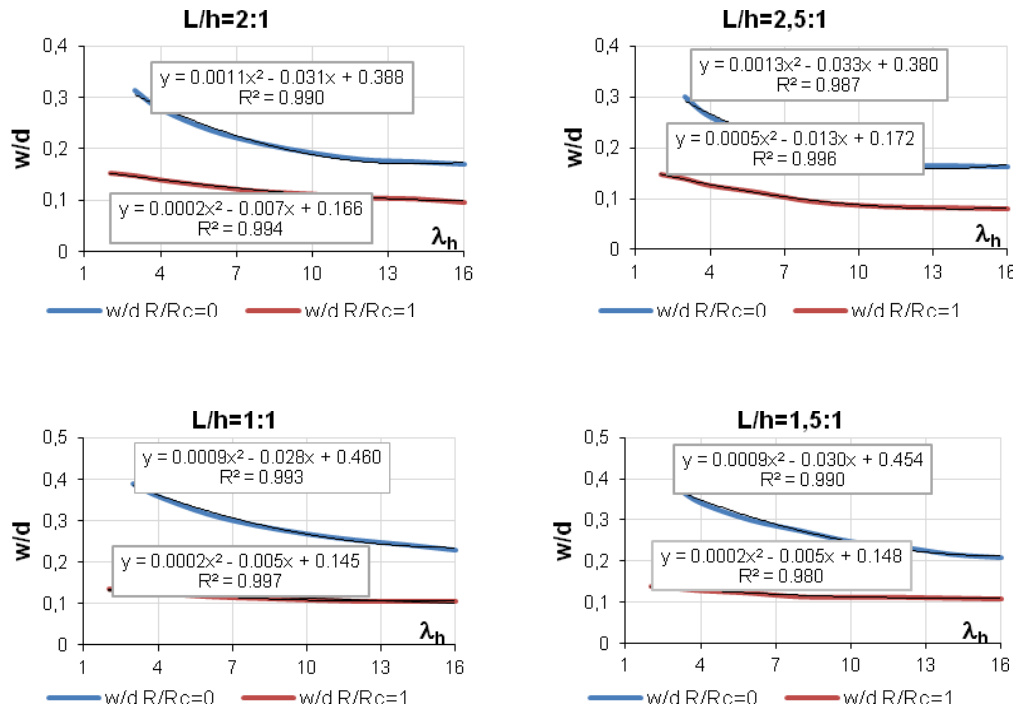 L/h=2:1
0,4
0,3
0,2
0,1
0
w/d
y = 0.0011x² - 0.031x + 0.388
R² = 0.990
y = 0.0002x² - 0.007x + 0.166
R² = 0.994
λh
1 4 7 10 13 16
w/d R/Rc=0 w/d R/Rc=1
L/h=2,5:1
0,4
0,3
0,2
0,1
0
w/d
y = 0.0013x² - 0.033x + 0.380
R² = 0.987
y = 0.0005x² - 0.013x + 0.172
R² = 0.996
λh
1 4 7 10 13 16
w/d R/Rc=0 w/d R/Rc=1
L/h=1:1
0,5
0,4
0,3
0,2
0,1
0
w/d
y = 0.0009x² - 0.028x + 0.460
R² = 0.993
y = 0.0002x² - 0.005x + 0.145
R² = 0.997
λh
1 4 7 10 13 16
w/d R/Rc=0 w/d R/Rc=1
L/h=1,5:1
0,5
0,4
0,3
0,2
0,1
0
w/d
y = 0.0009x² - 0.030x + 0.454
R² = 0.990
y = 0.0002x² - 0.005x + 0.148
R² = 0.980
λh
1 4 7 10 13 16
w/d R/Rc=0 w/d R/Rc=1